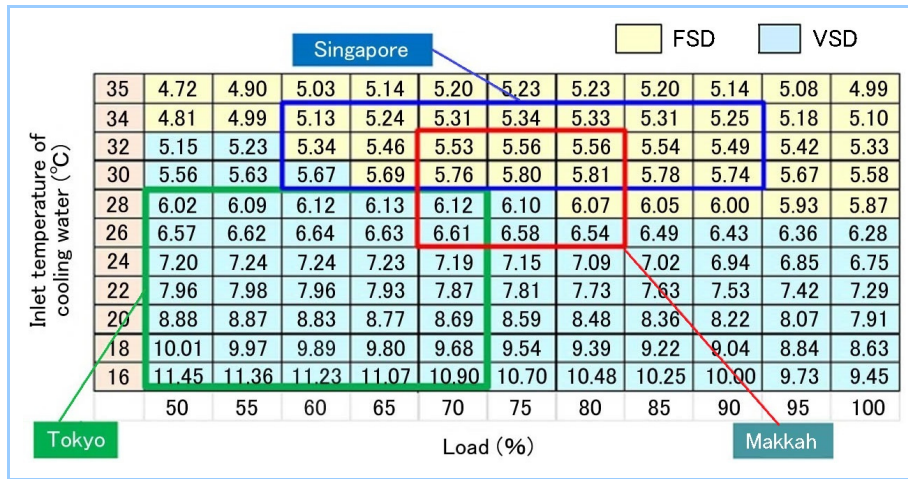 FSD VSD
Singapore
35 4.72 4.90 5.03 5.14 5.20 5.23 5.23 5.20 5.14 5.08 4.99
34 4.81 4.99 5.13 5.24 5.31 5.34 5.33 5.31 5.25 5.18 5.10
32 5.15 5.23 5.34 5.46 5.53 5.56 5.56 5.54 5.49 5.42 5.33
30 5.56 5.63 5.67 5.69 5.76 5.80 5.81 5.78 5.74 5.67 5.58
28 6.02 6.09 6.12 6.13 6.12 6.10 6.07 6.05 6.00 5.93 5.87
26 6.57 6.62 6.64 6.63 6.61 6.58 6.54 6.49 6.43 6.36 6.28
24 7.20 7.24 7.24 7.23 7.19 7.15 7.09 7.02 6.94 6.85 6.75
22 7.96 7.98 7.96 7.93 7.87 7.81 7.73 7.63 7.53 7.42 7.29
20 8.88 8.87 8.83 8.77 8.69 8.59 8.48 8.36 8.22 8.07 7.91
18 10.01 9.97 9.89 9.80 9.68 9.54 9.39 9.22 9.04 8.84 8.63
16 11.45 11.36 11.23 11.07 10.90 10.70 10.48 10.25 10.00 9.73 9.45
50 55 60 65 70 75 80 85 90 95 100
Inlet temperature of
cooling water (℃)
Tokyo
Load (%)
Makkah